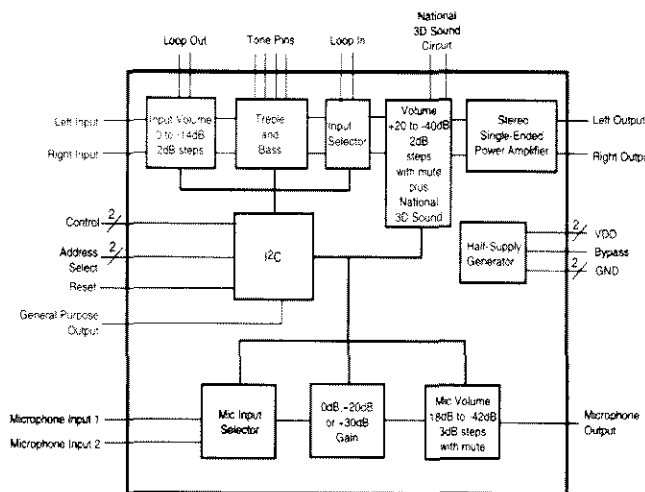 National
3D Sound
Circuit
Loop Out
Tone Pins
Loop In
Left Input
Right Input
Input Volume
0 to -14dB
2dB steps
Treble
and
Bass
Input
Selector
Volume
+20 to -40dB
2dB
steps
with mute
plus
National
3D Sound
Stereo
Single-Ended
Power Amplifier
Left Output
Right Output
Control
2
Address
Select
2
Reset
General Purpose
Output
I²C
Half-Supply
Generator
2
VDD
Bypass
2
GND
Microphone Input 1
Microphone Input 2
Mic Input
Selector
0dB, +20dB
or +30dB
Gain
Mic Volume
18dB to -42dB
3dB steps
with mute
Microphone
Output